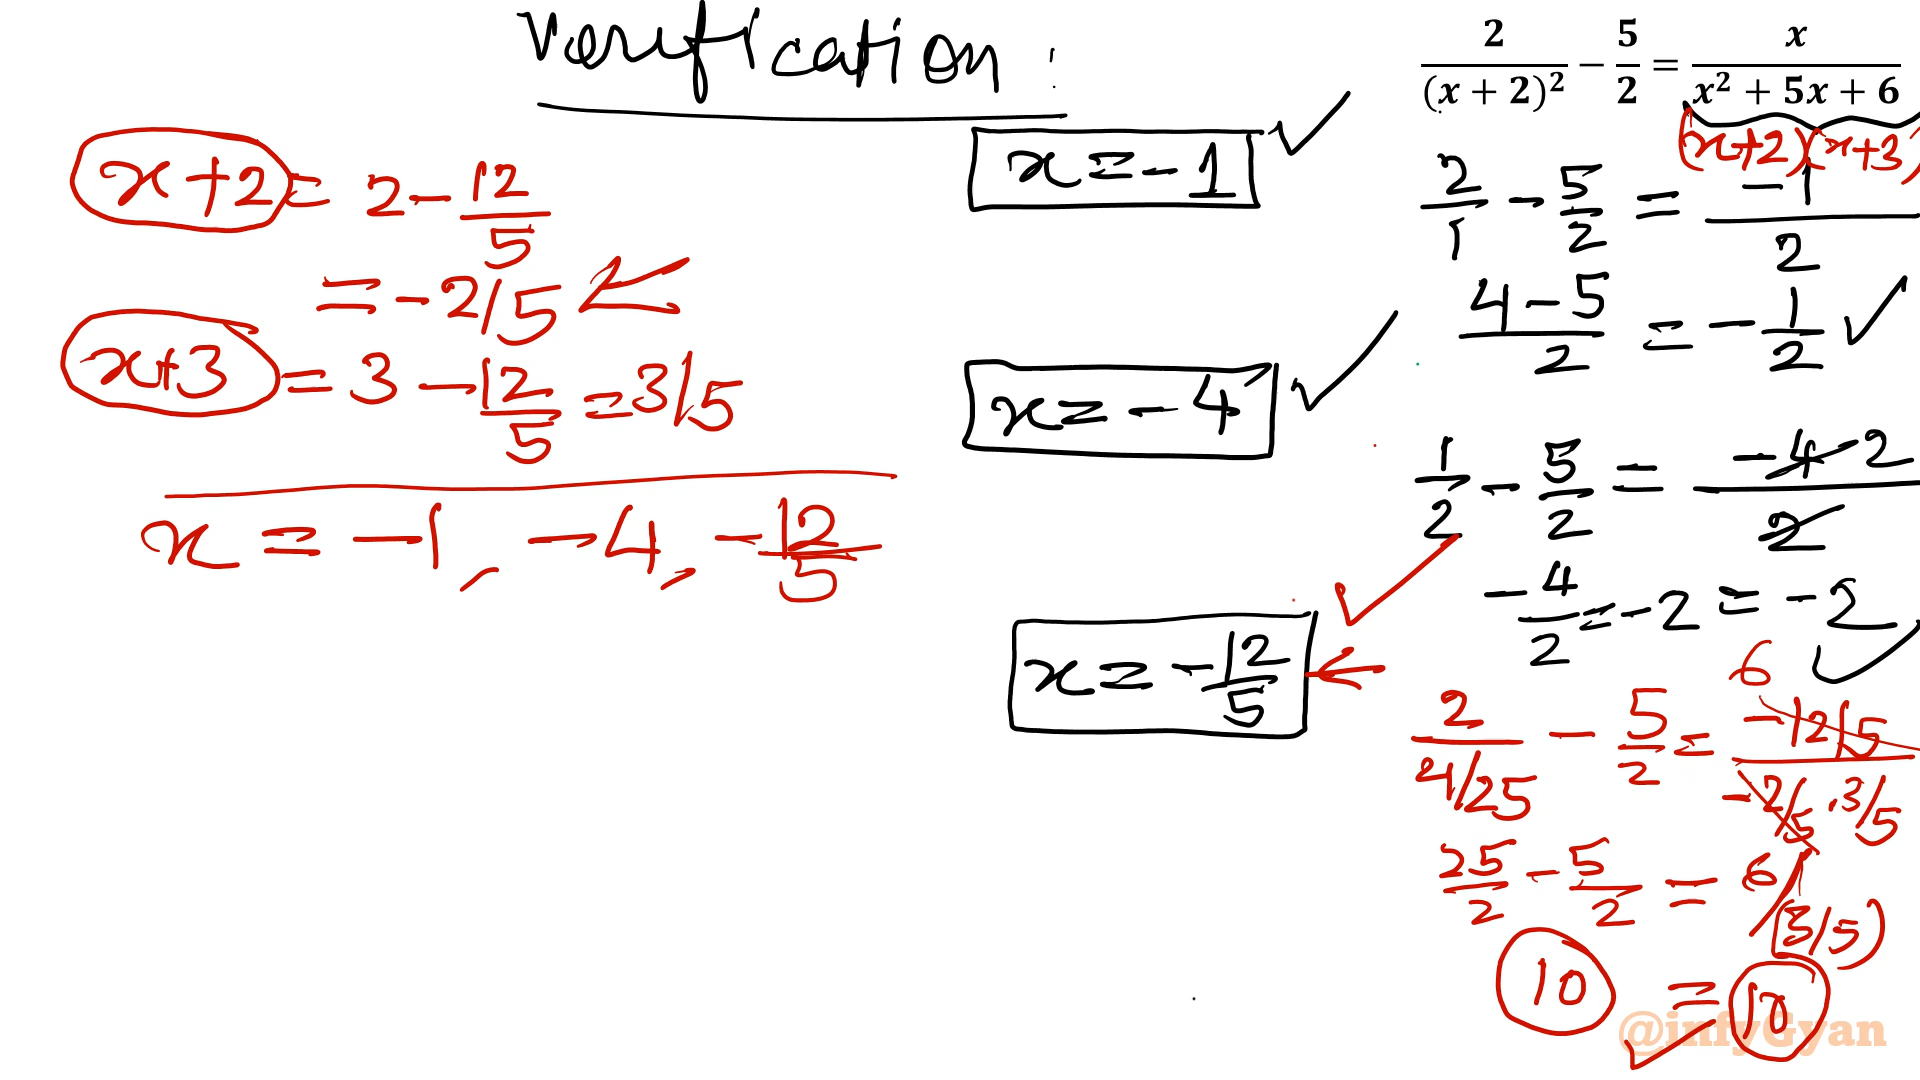 Verification :
2/(x + 2)² − 5/2 = x/(x² + 5x + 6)
(x+2)(x+3)
x+2 = 2 − 12/5
= −2/5
x+3 = 3 − 12/5 = 3/5
x = −1, −4, −12/5
x = −1
2/1 − 5/2 = −1/2
(4−5)/2 = −1/2
x = −4
1/2 − 5/2 = −4 2/2
−4/2 = −2 = −2
x = −12/5
6
2/(4/25) − 5/2 = (−12/5)/(−2/5 . 3/5)
25/2 − 5/2 = 6/(3/5)
10 = 10
@infyGyan